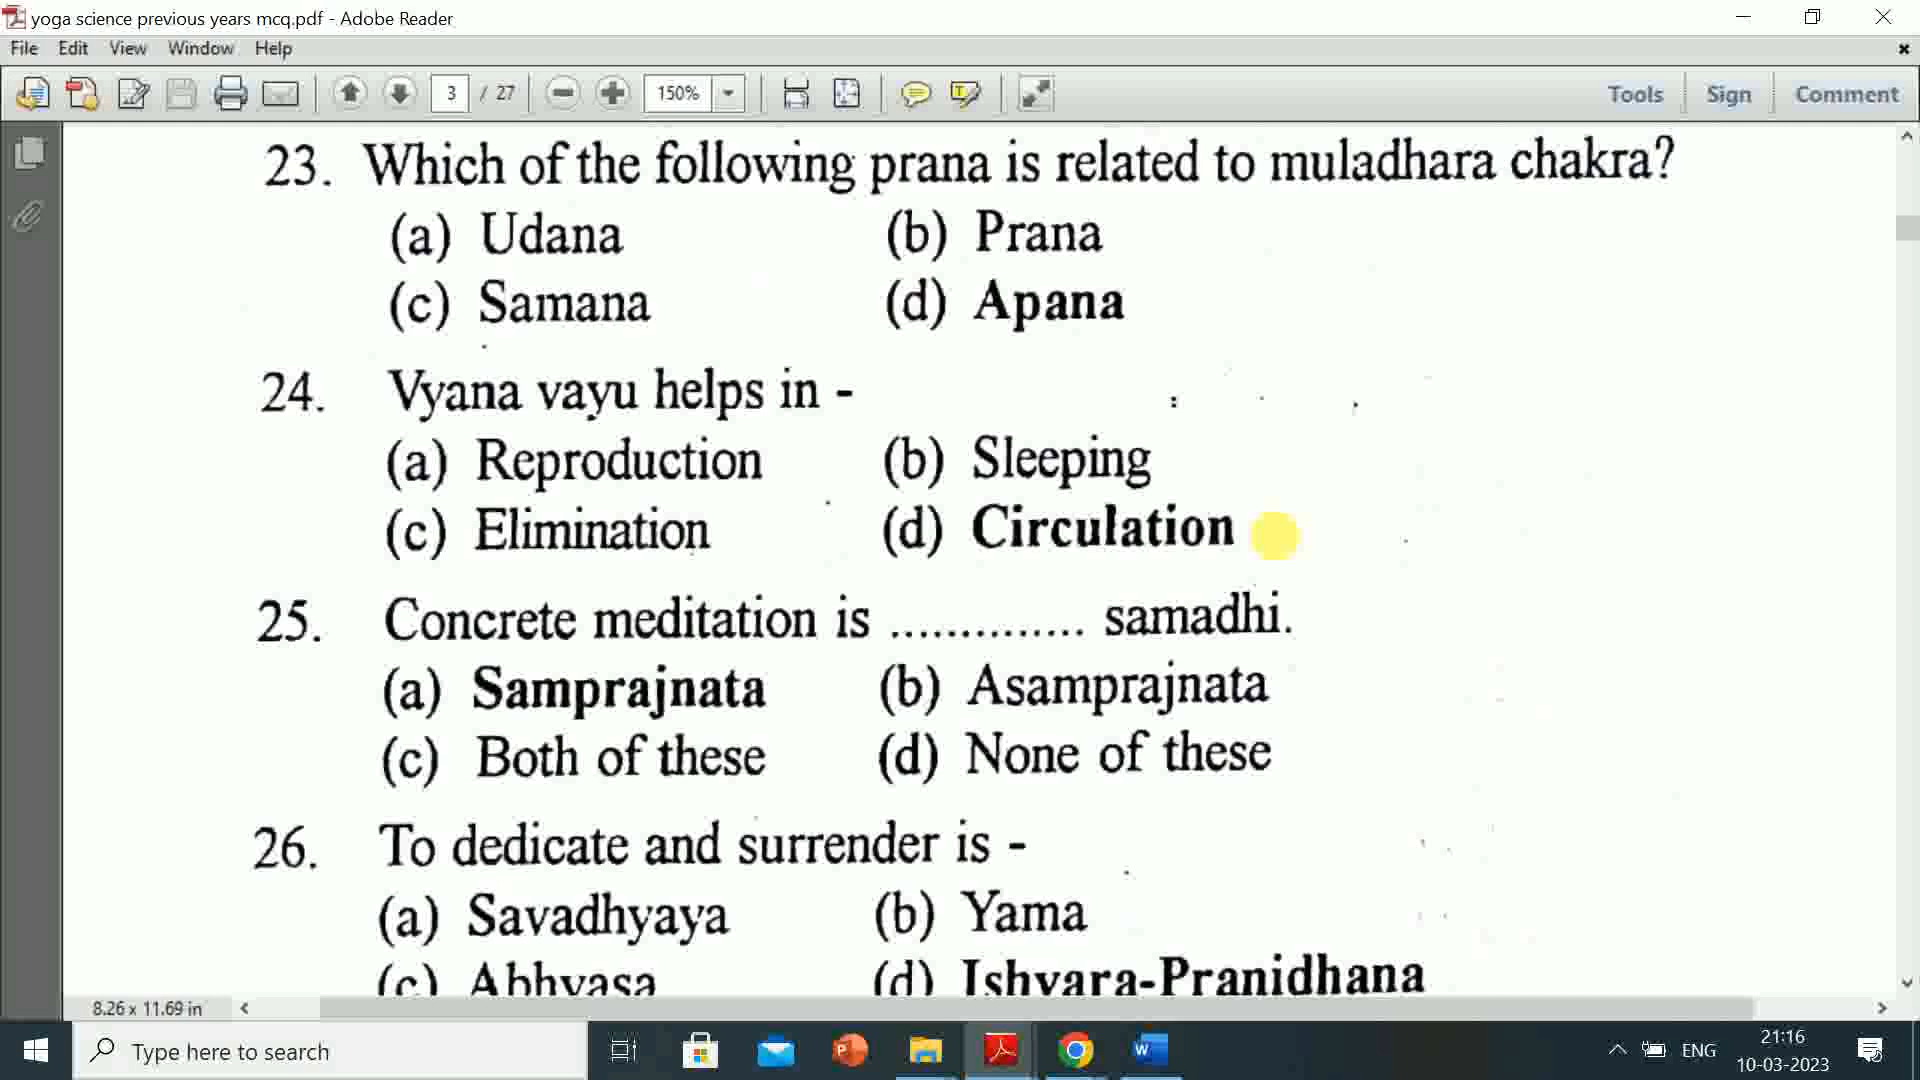 yoga science previous years mcq.pdf - Adobe Reader
File Edit View Window Help
3 / 27 150% Tools Sign Comment
23. Which of the following prana is related to muladhara chakra?
(a) Udana (b) Prana
(c) Samana (d) Apana
24. Vyana vayu helps in -
(a) Reproduction (b) Sleeping
(c) Elimination (d) Circulation
25. Concrete meditation is .............. samadhi.
(a) Samprajnata (b) Asamprajnata
(c) Both of these (d) None of these
26. To dedicate and surrender is -
(a) Savadhyaya (b) Yama
(c) Abhyasa (d) Ishvara-Pranidhana
8.26 x 11.69 in
Type here to search
ENG
21:16
10-03-2023